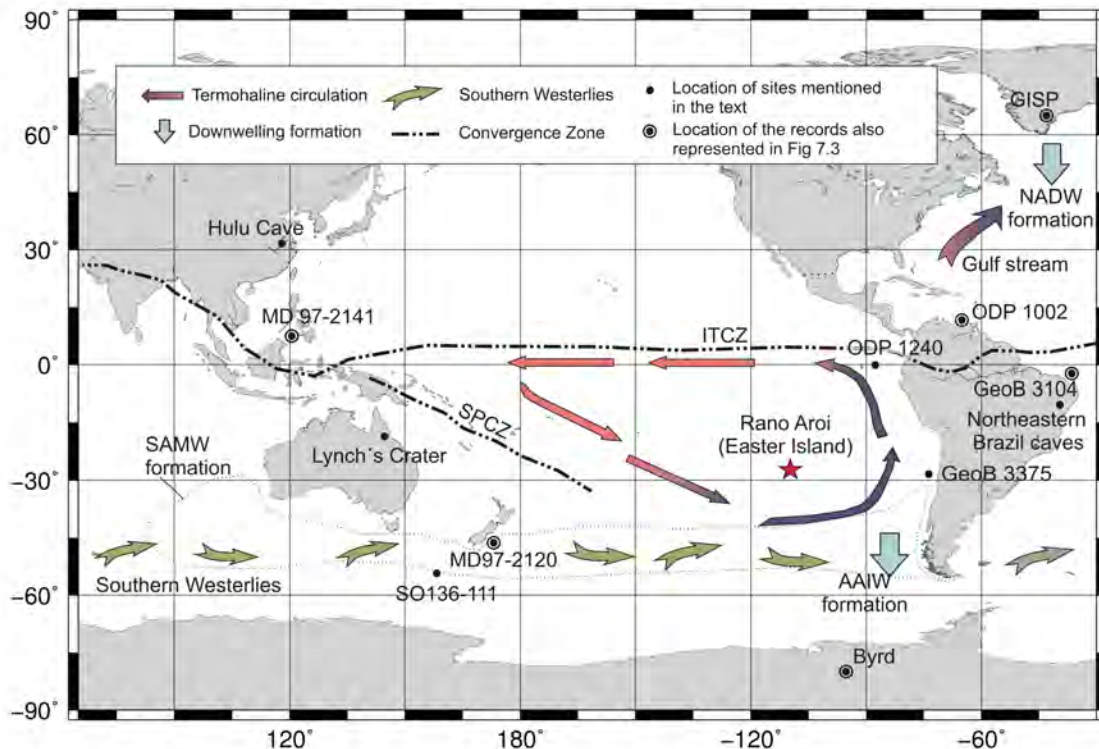 90°
60°
30°
0°
−30°
−60°
−90°
Termohaline circulation
Southern Westerlies
Location of sites mentioned
in the text
Downwelling formation
Convergence Zone
Location of the records also
represented in Fig 7.3
GISP
NADW
formation
Gulf stream
Hulu Cave
MD 97-2141
ODP 1002
ITCZ
ODP 1240
GeoB 3104
Northeastern
Brazil caves
SPCZ
Rano Aroi
(Easter Island)
SAMW
formation
Lynch´s Crater
GeoB 3375
Southern Westerlies
MD97-2120
SO136-111
AAIW
formation
Byrd
120°
180°
−120°
−60°